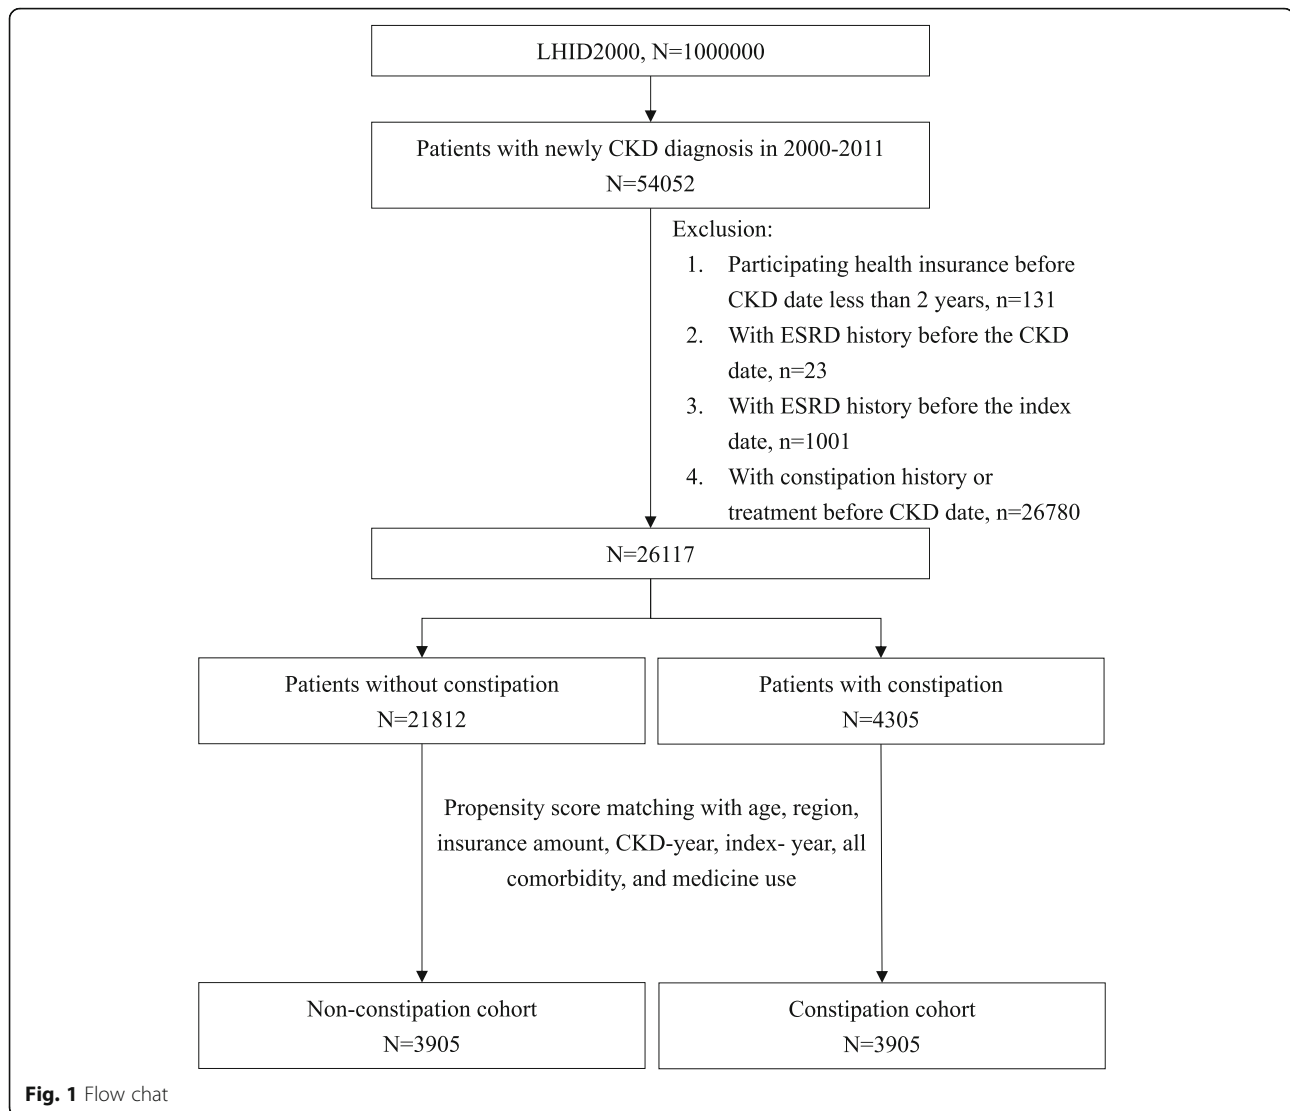 LHID2000, N=1000000
Patients with newly CKD diagnosis in 2000-2011
N=54052
Exclusion:
1. Participating health insurance before
CKD date less than 2 years, n=131
2. With ESRD history before the CKD
date, n=23
3. With ESRD history before the index
date, n=1001
4. With constipation history or
treatment before CKD date, n=26780
N=26117
Patients without constipation
N=21812
Patients with constipation
N=4305
Propensity score matching with age, region,
insurance amount, CKD-year, index- year, all
comorbidity, and medicine use
Non-constipation cohort
N=3905
Constipation cohort
N=3905
Fig. 1 Flow chat